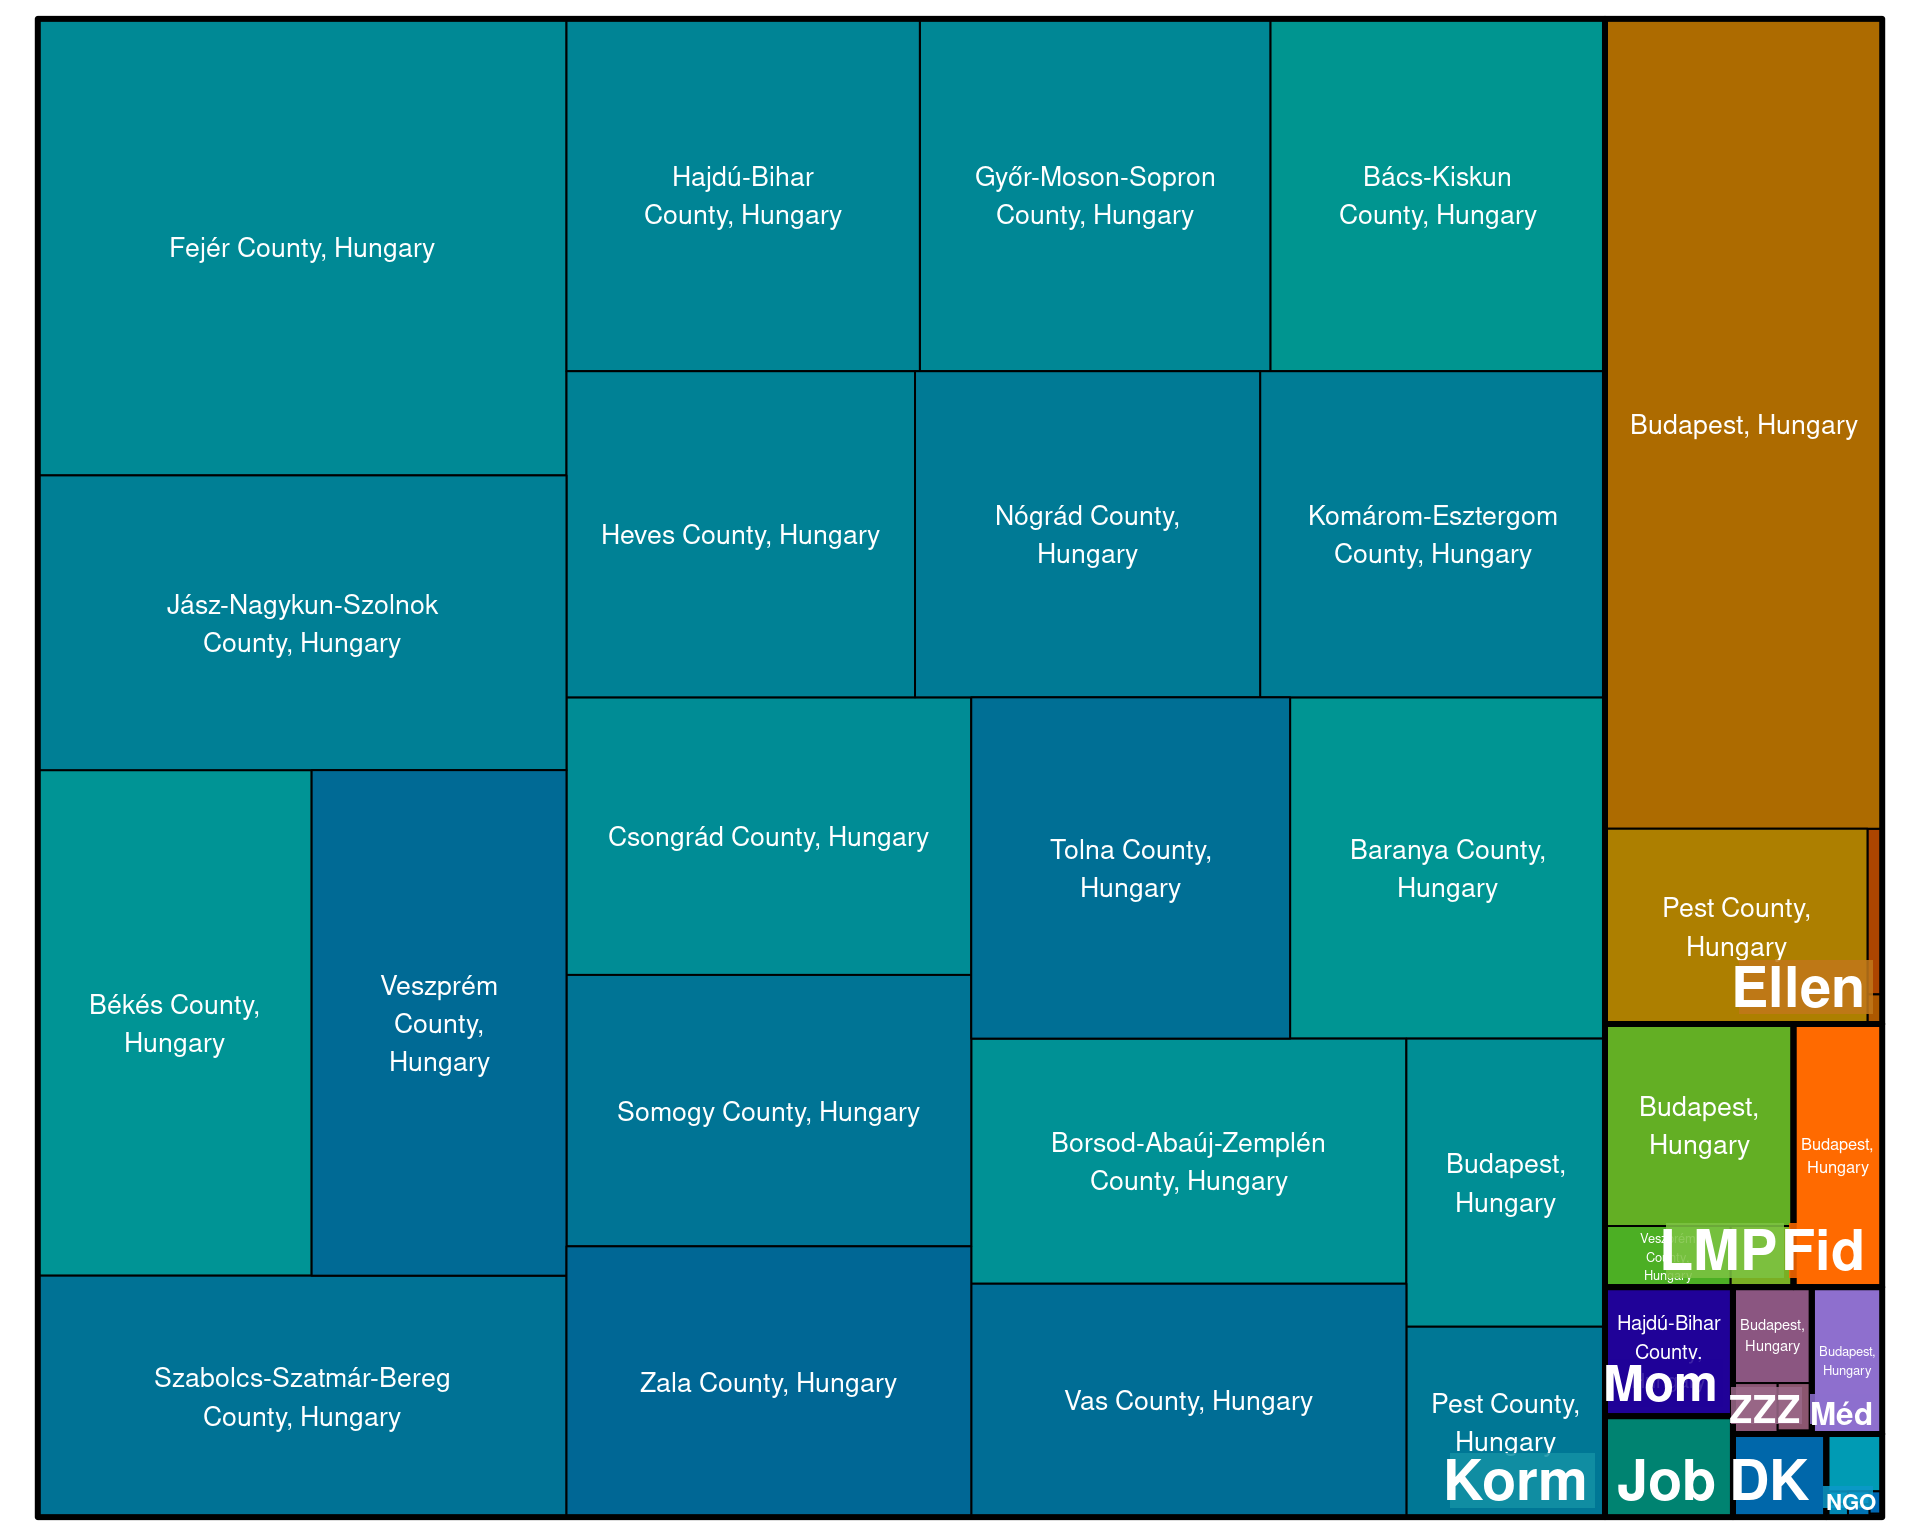 Fejér County, Hungary
Hajdú-Bihar
County, Hungary
Győr-Moson-Sopron
County, Hungary
Bács-Kiskun
County, Hungary
Budapest, Hungary
Jász-Nagykun-Szolnok
County, Hungary
Heves County, Hungary
Nógrád County,
Hungary
Komárom-Esztergom
County, Hungary
Békés County,
Hungary
Veszprém
County,
Hungary
Csongrád County, Hungary
Tolna County,
Hungary
Baranya County,
Hungary
Pest County,
Hungary
Ellen
Somogy County, Hungary
Borsod-Abaúj-Zemplén
County, Hungary
Budapest,
Hungary
Budapest,
Hungary
Budapest,
Hungary
Veszprém
County,
Hungary
LMP
Fid
Szabolcs-Szatmár-Bereg
County, Hungary
Zala County, Hungary
Vas County, Hungary
Pest County,
Hungary
Korm
Hajdú-Bihar
County,
Mom
Budapest,
Hungary
ZZZ
Budapest,
Hungary
Méd
Job
DK
NGO